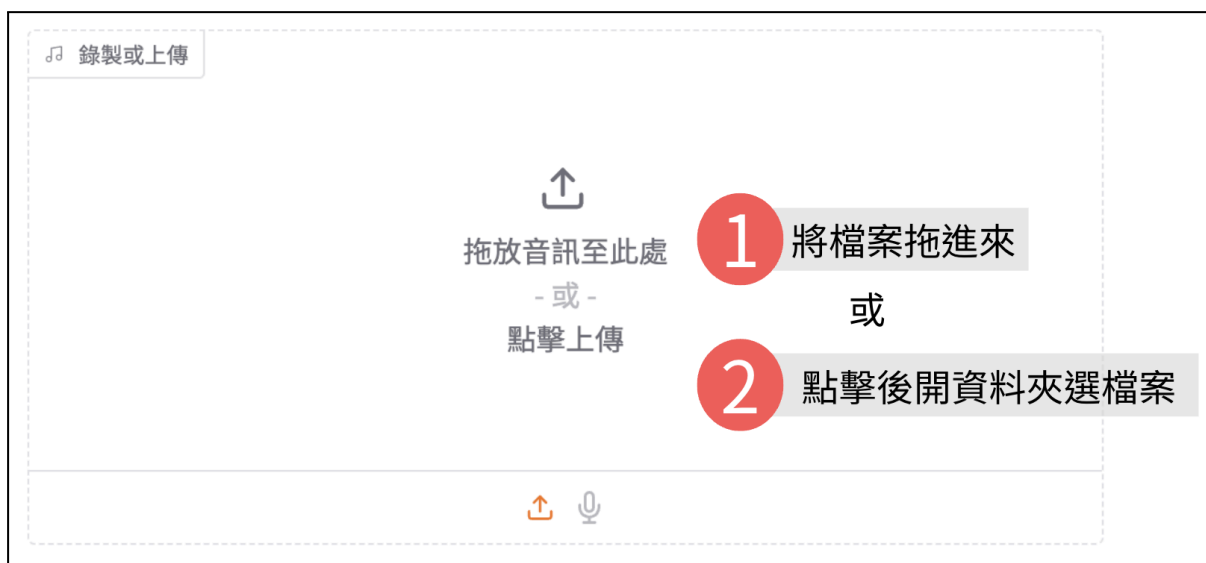 錄製或上傳
拖放音訊至此處
- 或 -
點擊上傳
1 將檔案拖進來
或
2 點擊後開資料夾選檔案